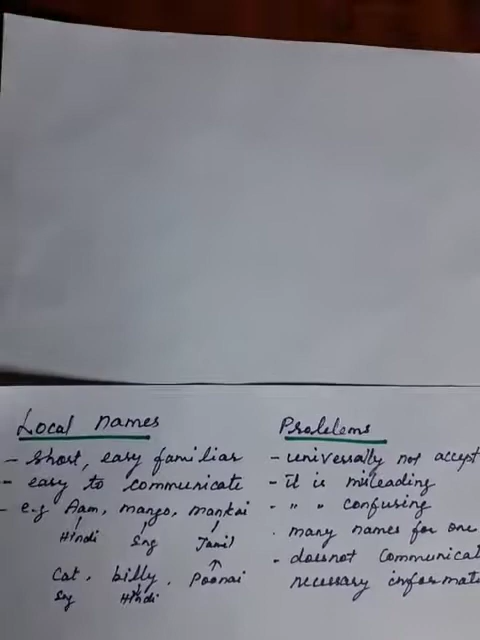 Local names
- Short, easy familiar
- easy to communicate
- e.g Aam, mango, mankai
Hindi Eng Tamil
Cat, billy, Poonai
Eng Hindi
Problems
- universally not accept
- it is misleading
- " " confusing
. many names for one
- doesnot Communicat
necessary informat